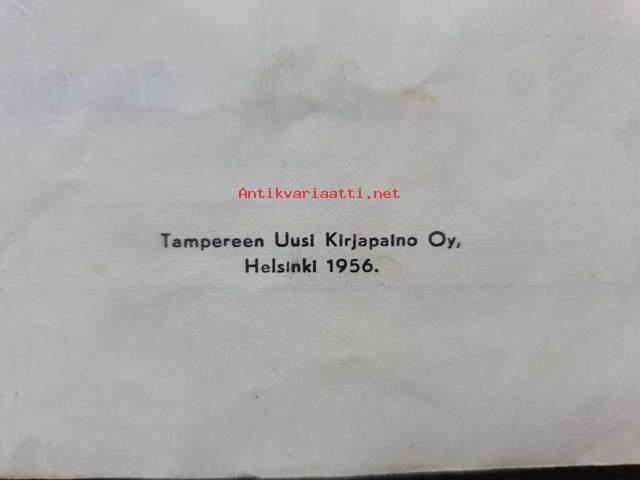 Antikvariaatti.net
Tampereen Uusi Kirjapaino Oy,
Helsinki 1956.